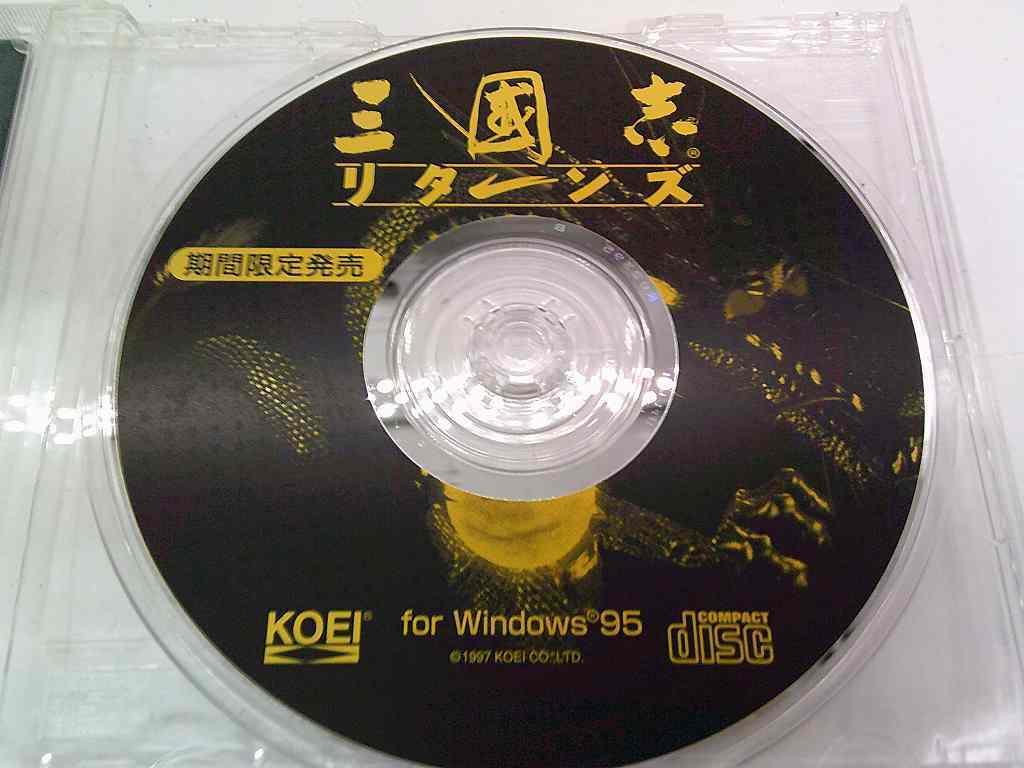 三國志®
リターンズ
期間限定発売
KOEI®
for Windows®95
©1997 KOEI CO.,LTD.
COMPACT
disc